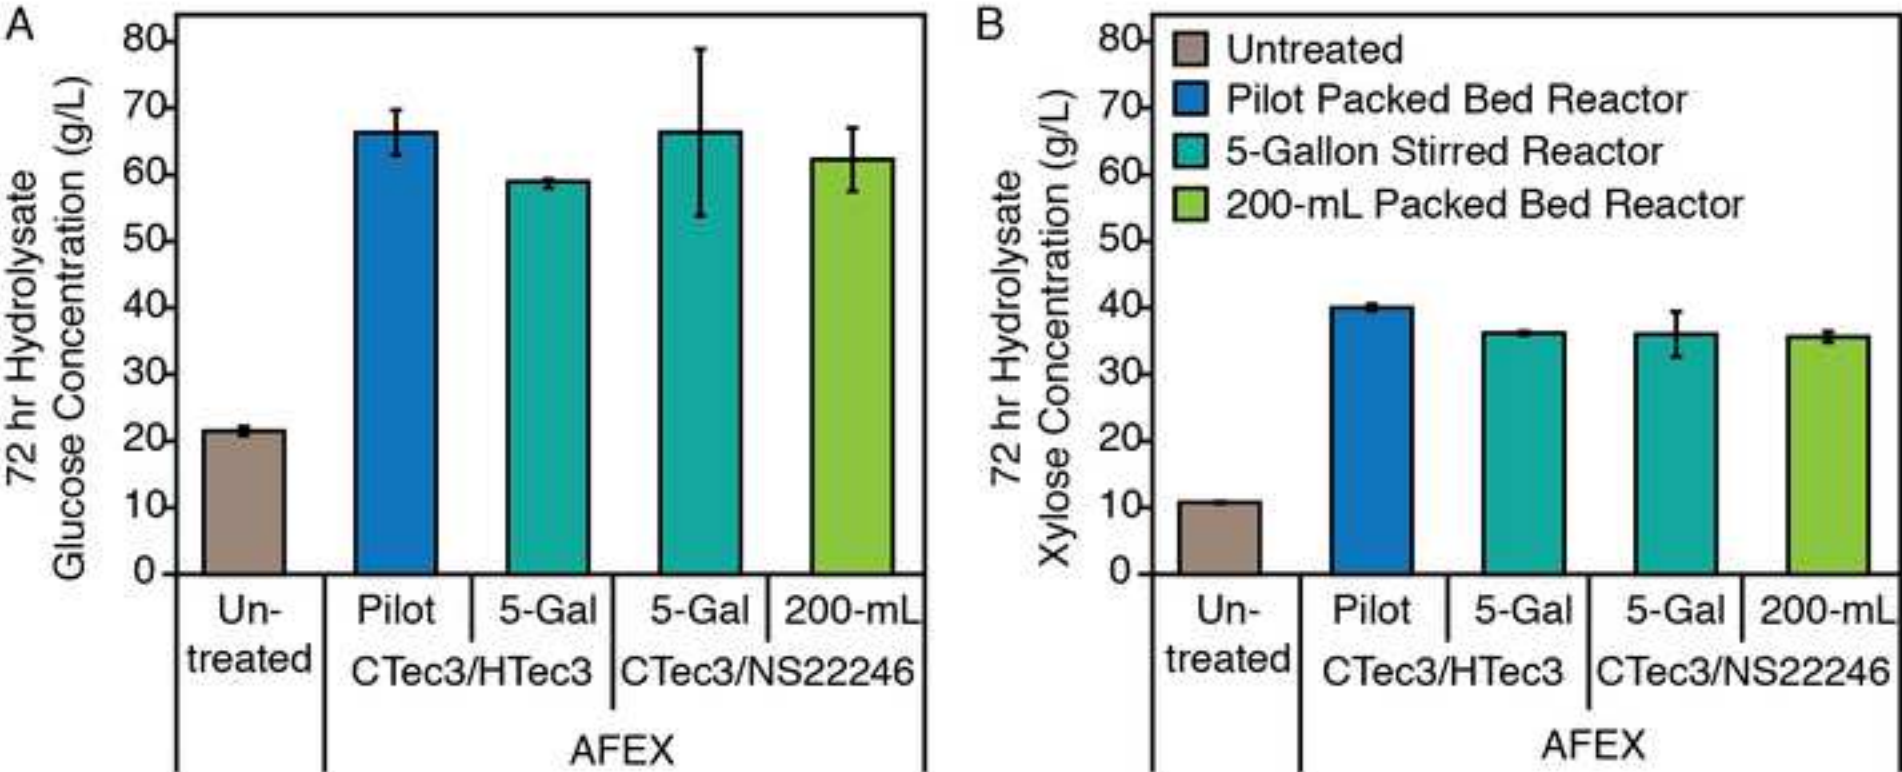 A
72 hr Hydrolysate
Glucose Concentration (g/L)
80
70
60
50
40
30
20
10
0
Un-
treated
Pilot
5-Gal
5-Gal
200-mL
CTec3/HTec3
CTec3/NS22246
AFEX
B
72 hr Hydrolysate
Xylose Concentration (g/L)
80
70
60
50
40
30
20
10
0
Untreated
Pilot Packed Bed Reactor
5-Gallon Stirred Reactor
200-mL Packed Bed Reactor
Un-
treated
Pilot
5-Gal
5-Gal
200-mL
CTec3/HTec3
CTec3/NS22246
AFEX